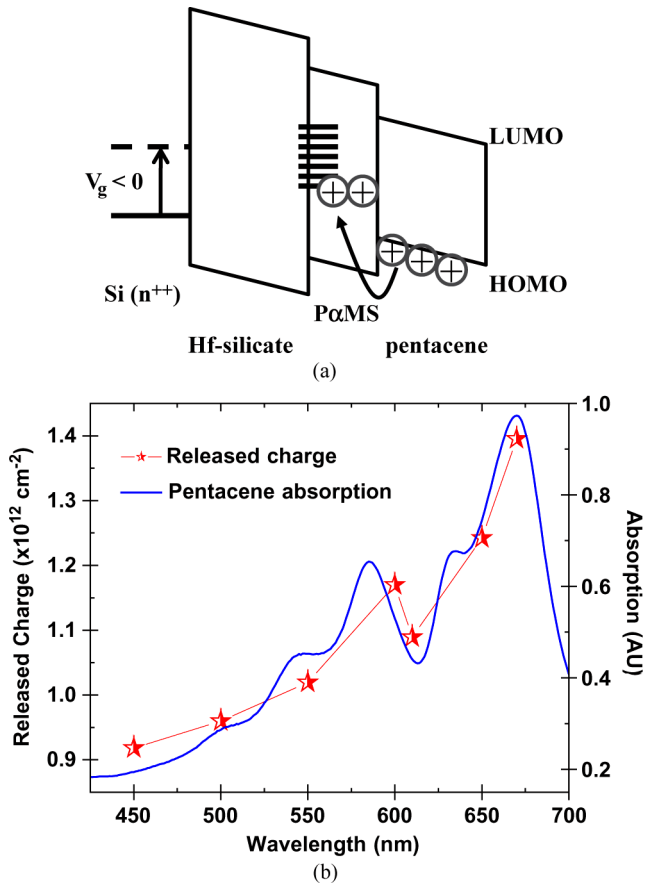 LUMO
V_g < 0
Si (n⁺⁺)
HOMO
PαMS
Hf-silicate
pentacene
(a)
Released Charge (x10¹² cm⁻²)
1.4
1.3
1.2
1.1
1.0
0.9
Released charge
Pentacene absorption
1.0
0.8
0.6
0.4
0.2
Absorption (AU)
450 500 550 600 650 700
Wavelength (nm)
(b)